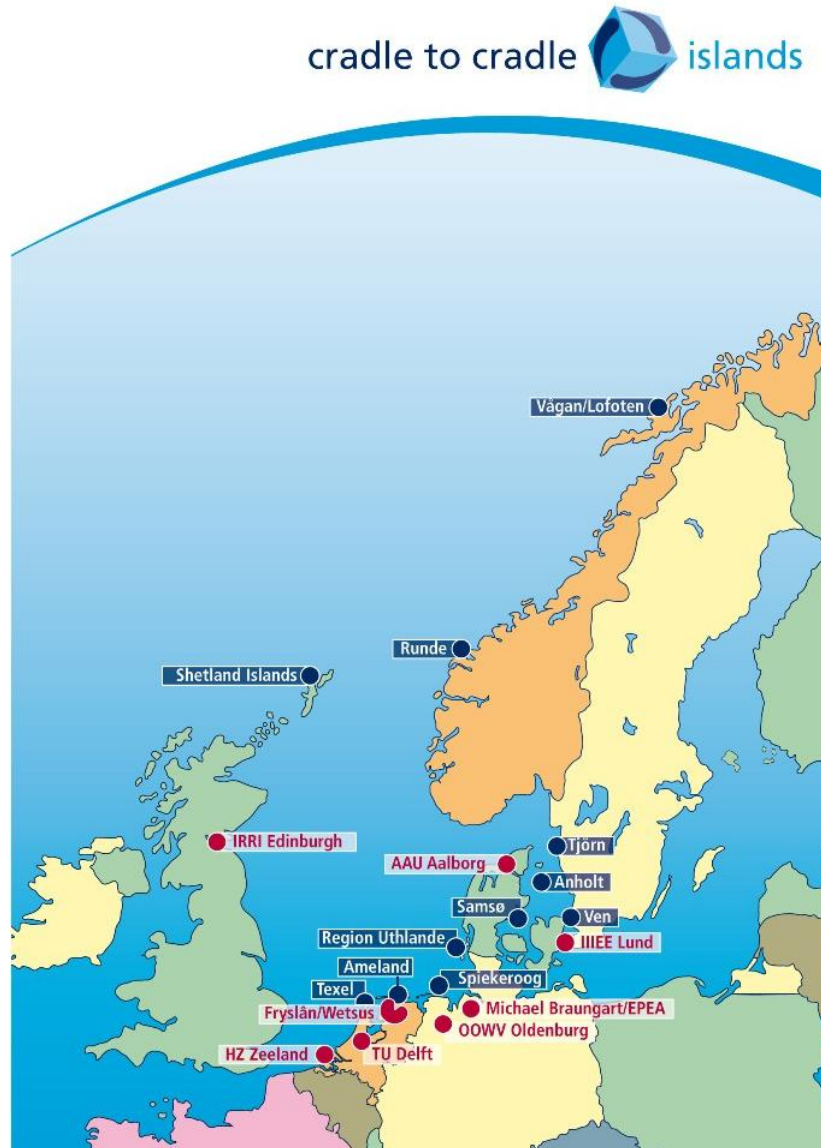 cradle to cradle islands
Vågan/Lofoten
Runde
Shetland Islands
IRRI Edinburgh
Tjörn
AAU Aalborg
Anholt
Samsø
Ven
Region Uthlande
IIIEE Lund
Ameland
Spiekeroog
Texel
Michael Braungart/EPEA
Fryslân/Wetsus
OOWV Oldenburg
HZ Zeeland
TU Delft